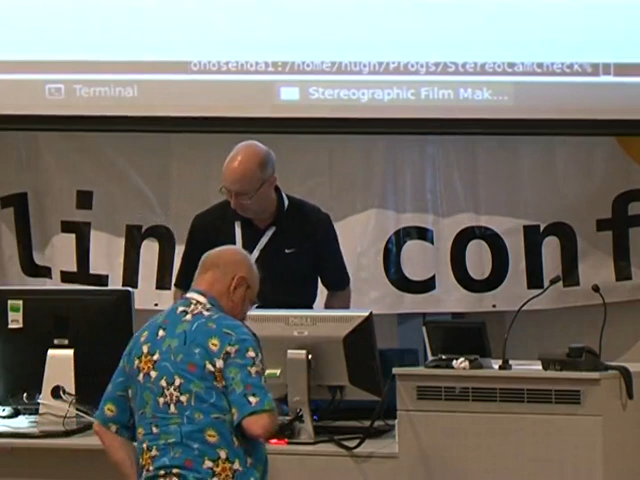 onosendai:/home/hugh/Progs/StereoCamCheck%
Terminal
Stereographic Film Mak...
lin conf
DELL